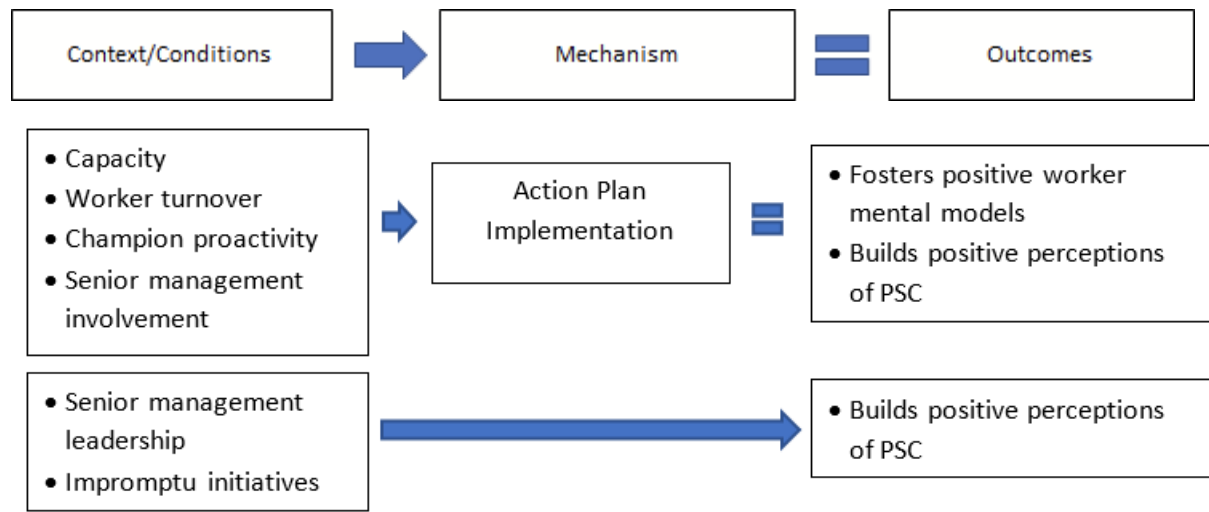 Context/Conditions
Mechanism
Outcomes
• Capacity
• Worker turnover
• Champion proactivity
• Senior management
involvement
Action Plan
Implementation
• Fosters positive worker
mental models
• Builds positive perceptions
of PSC
• Senior management
leadership
• Impromptu initiatives
• Builds positive perceptions
of PSC